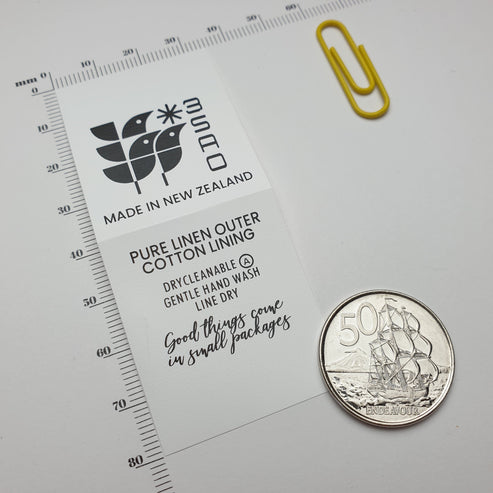 mm 0 10 20 30 40 50 60
0
10
20
30
40
50
60
70
80
3SAO
MADE IN NEW ZEALAND
PURE LINEN OUTER
COTTON LINING
DRYCLEANABLE Ⓐ
GENTLE HAND WASH
LINE DRY
Good things come
in small packages
50
ENDEAVOUR